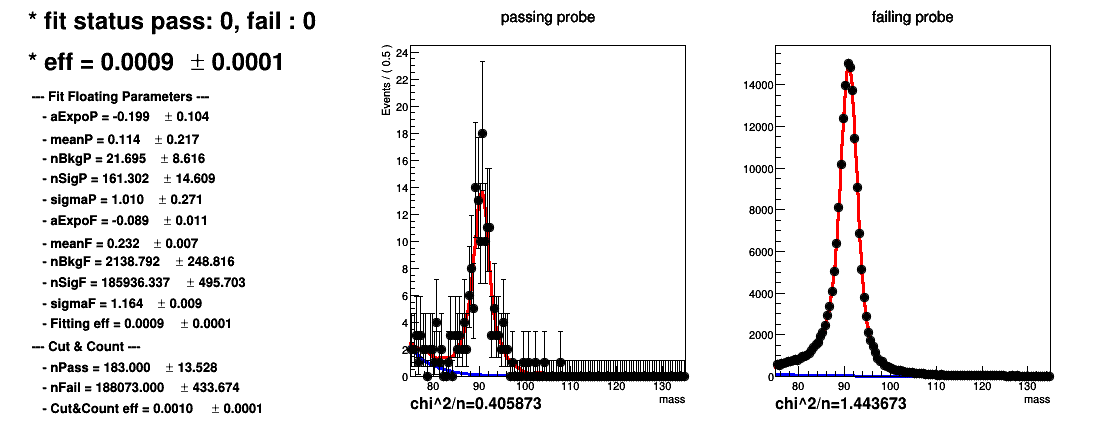 * fit status pass: 0, fail : 0
* eff = 0.0009 ± 0.0001
--- Fit Floating Parameters ---
- aExpoP = -0.199 ± 0.104
- meanP = 0.114 ± 0.217
- nBkgP = 21.695 ± 8.616
- nSigP = 161.302 ± 14.609
- sigmaP = 1.010 ± 0.271
- aExpoF = -0.089 ± 0.011
- meanF = 0.232 ± 0.007
- nBkgF = 2138.792 ± 248.816
- nSigF = 185936.337 ± 495.703
- sigmaF = 1.164 ± 0.009
- Fitting eff = 0.0009 ± 0.0001
--- Cut & Count ---
- nPass = 183.000 ± 13.528
- nFail = 188073.000 ± 433.674
- Cut&Count eff = 0.0010 ± 0.0001
passing probe
Events / ( 0.5 )
24
22
20
18
16
14
12
10
8
6
4
2
0
80 90 100 110 120 130
mass
chi^2/n=0.405873
failing probe
14000
12000
10000
8000
6000
4000
2000
0
80 90 100 110 120 130
mass
chi^2/n=1.443673